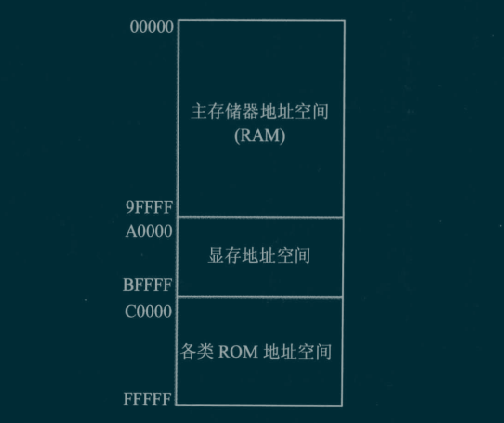 00000
主存储器地址空间
(RAM)
9FFFF
A0000
显存地址空间
BFFFF
C0000
各类 ROM 地址空间
FFFFF